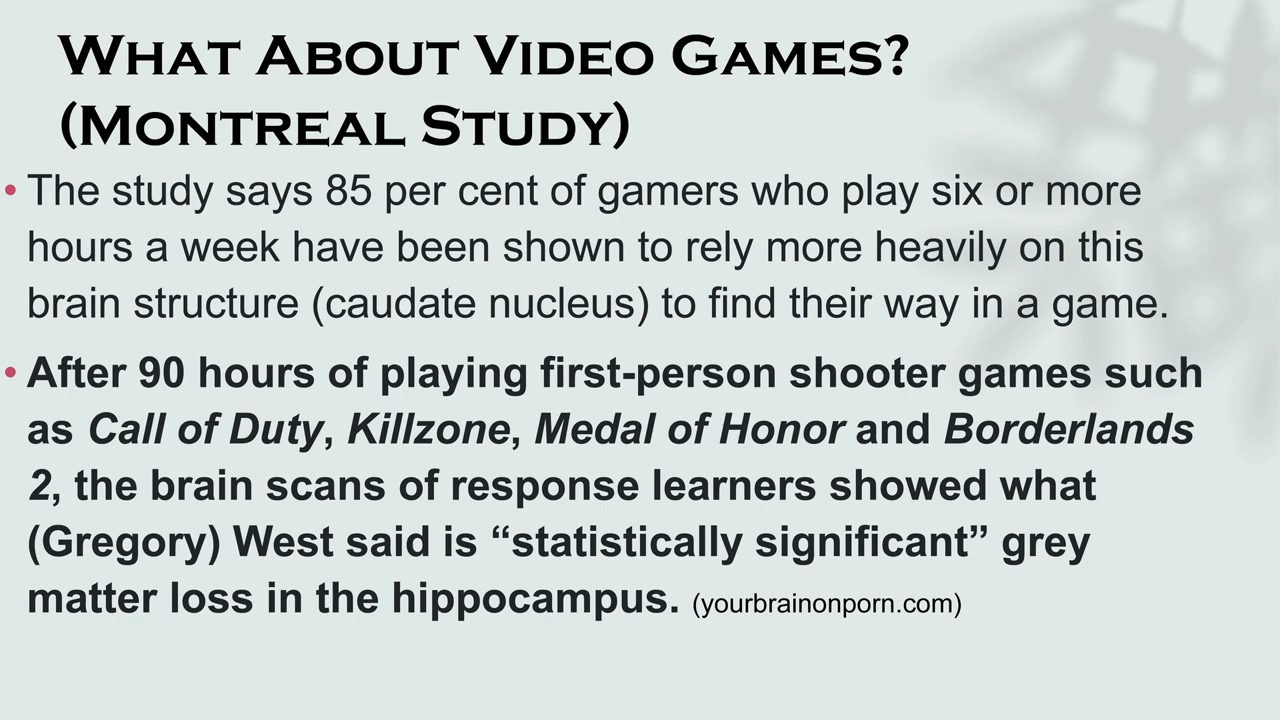 What About Video Games?
(Montreal Study)
• The study says 85 per cent of gamers who play six or more
hours a week have been shown to rely more heavily on this
brain structure (caudate nucleus) to find their way in a game.
• After 90 hours of playing first-person shooter games such
as Call of Duty, Killzone, Medal of Honor and Borderlands
2, the brain scans of response learners showed what
(Gregory) West said is “statistically significant” grey
matter loss in the hippocampus. (yourbrainonporn.com)